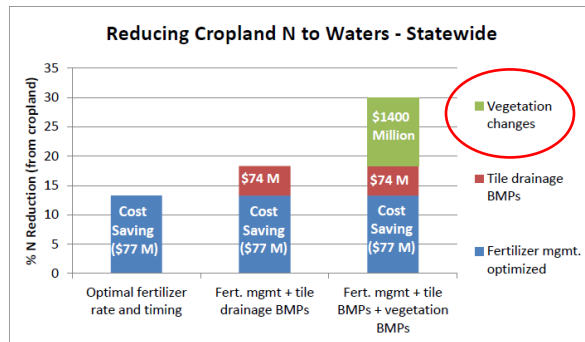 Reducing Cropland N to Waters - Statewide
% N Reduction (from cropland)
35
30
25
20
15
10
5
0
Cost
Saving
($77 M)
$74 M
Cost
Saving
($77 M)
$1400
Million
$74 M
Cost
Saving
($77 M)
Optimal fertilizer
rate and timing
Fert. mgmt + tile
drainage BMPs
Fert. mgmt + tile
BMPs + vegetation
BMPs
Vegetation
changes
Tile drainage
BMPs
Fertilizer mgmt.
optimized